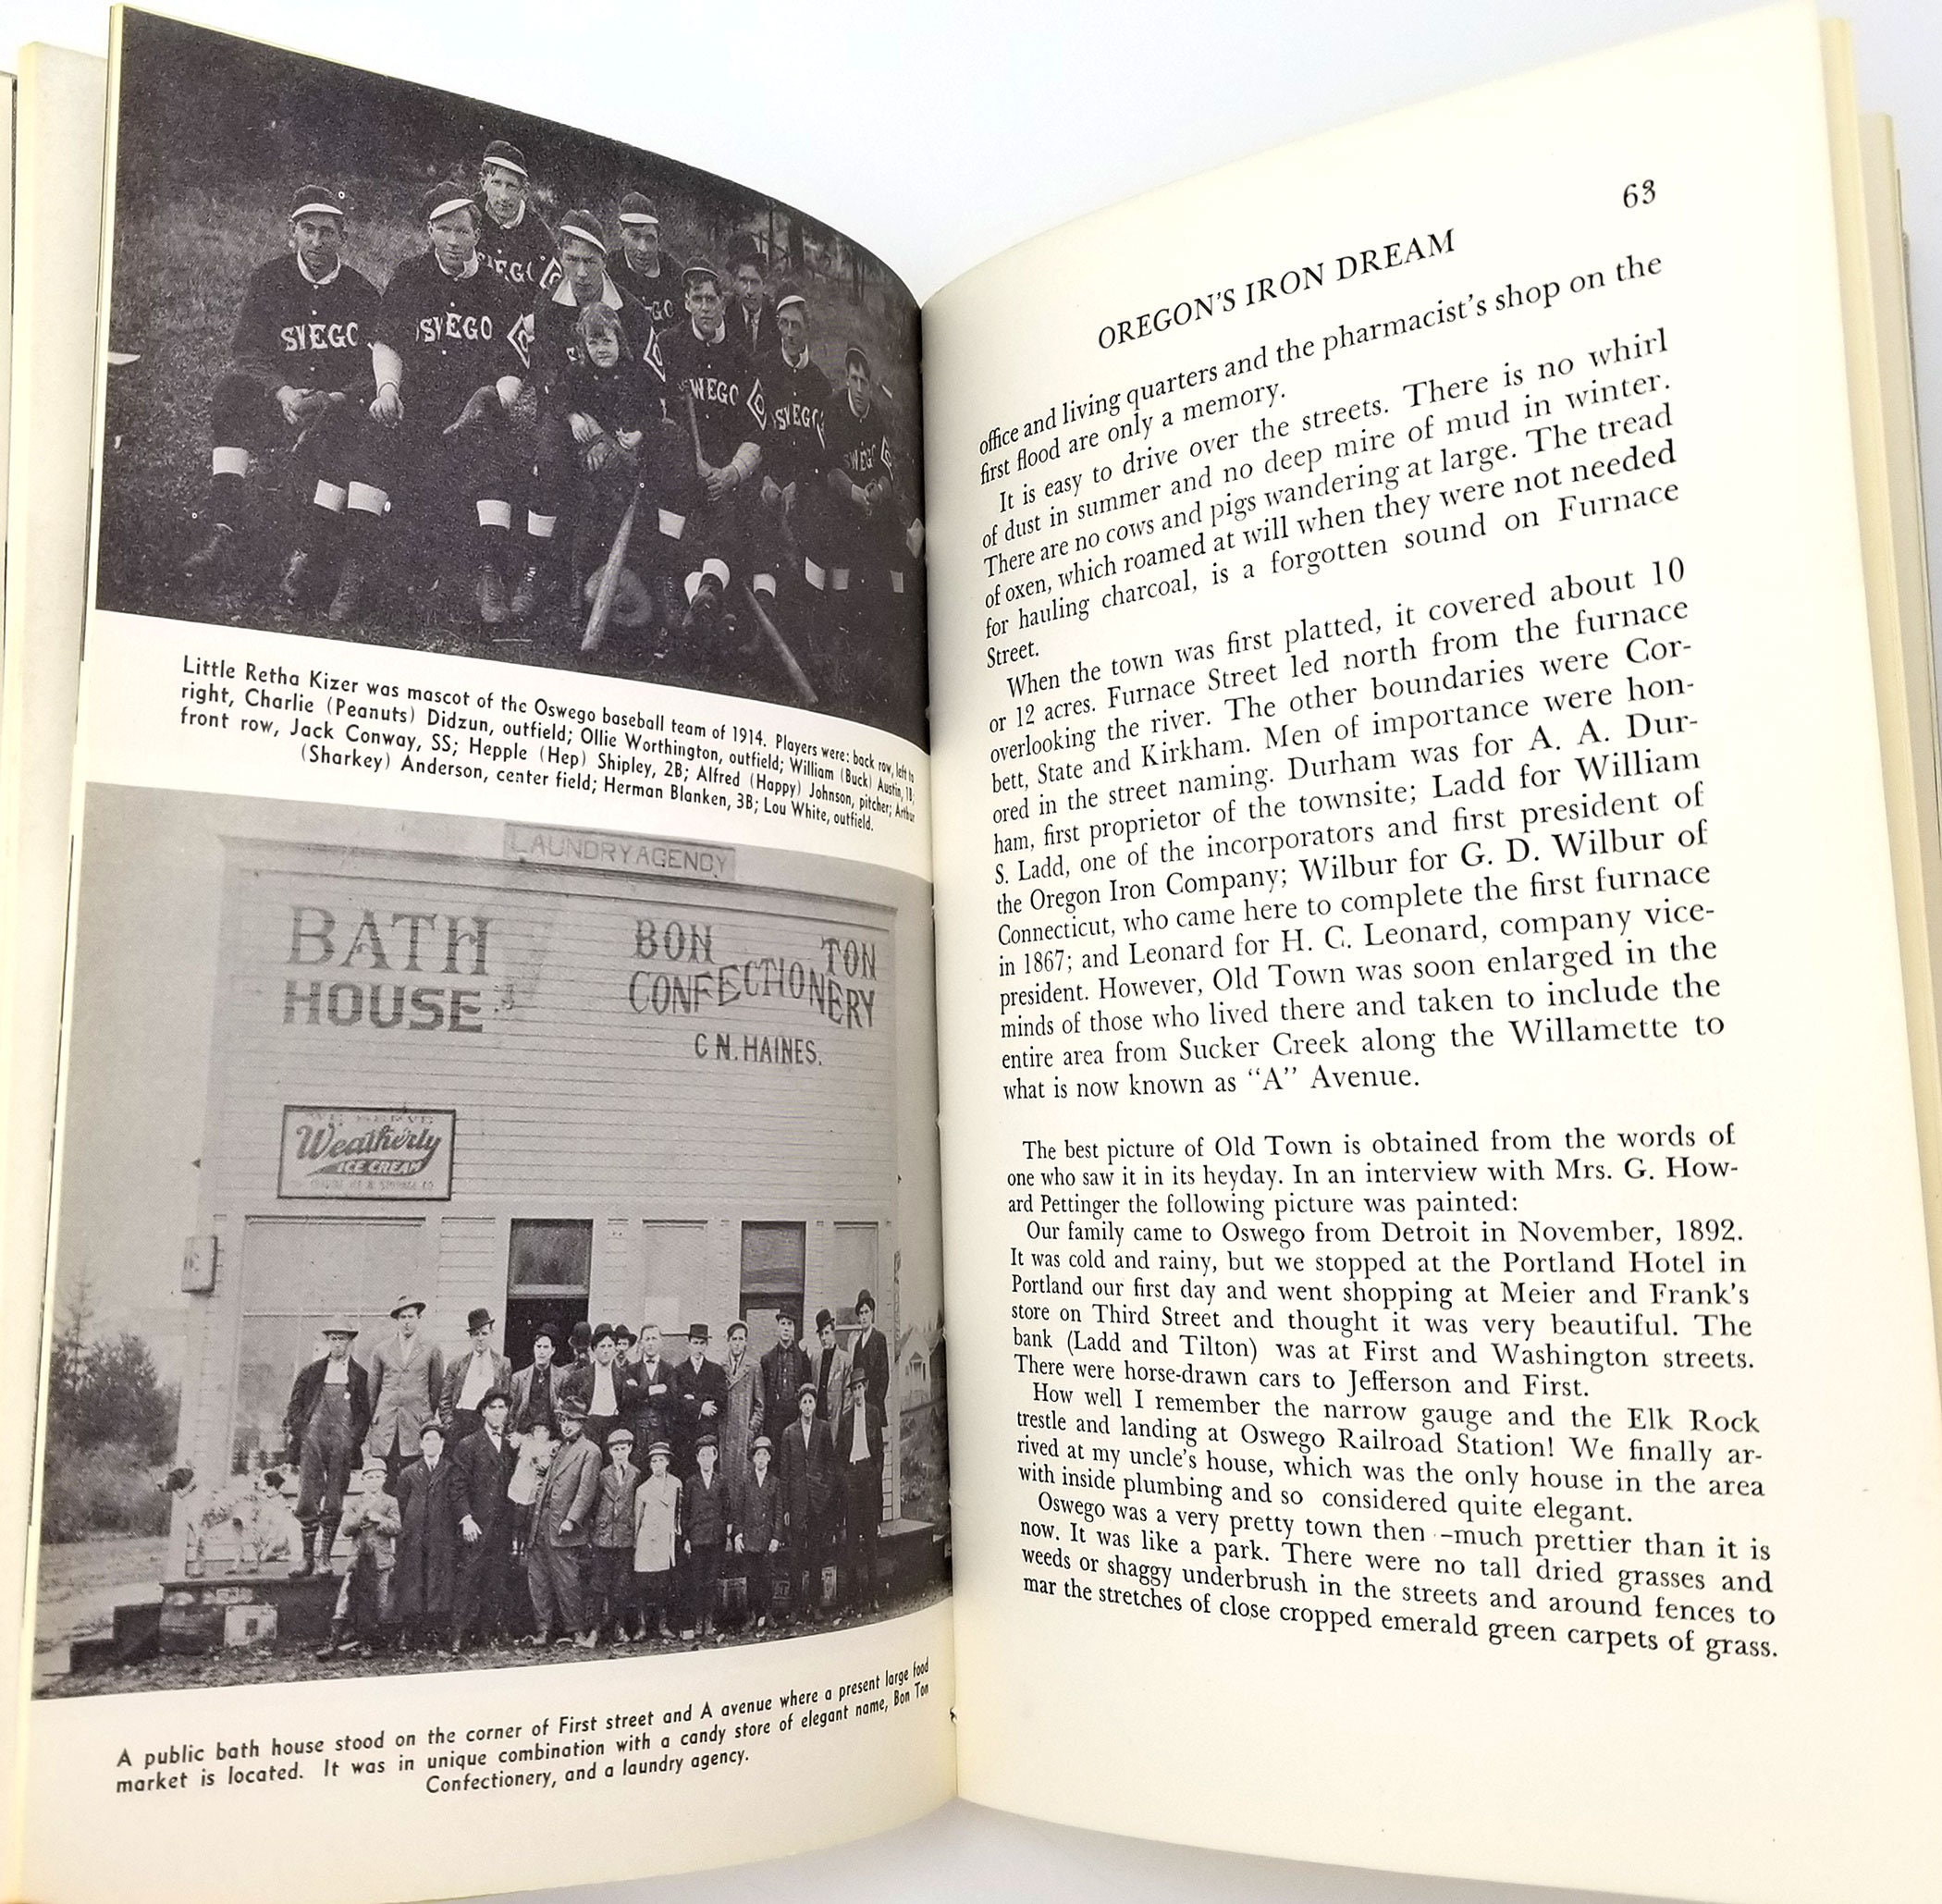 SVEGO
SVEGO
WEGO
SVEGO
Little Retha Kizer was mascot of the Oswego baseball team of 1914. Players were: back row, left to
right, Charlie (Peanuts) Didzun, outfield; Ollie Worthington, outfield; William (Buck) Austin, 1B;
front row, Jack Conway, SS; Hepple (Hep) Shipley, 2B; Alfred (Happy) Johnson, pitcher; Arthur
(Sharkey) Anderson, center field; Herman Blanken, 3B; Lou White, outfield.
LAUNDRY AGENCY
BATH
HOUSE
BON TON
CONFECTIONERY
C N. HAINES.
WE SERVE
Weatherly
ICE CREAM
A public bath house stood on the corner of First street and A avenue where a present large food
market is located. It was in unique combination with a candy store of elegant name, Bon Ton
Confectionery, and a laundry agency.
63
OREGON'S IRON DREAM
office and living quarters and the pharmacist's shop on the
first flood are only a memory.
It is easy to drive over the streets. There is no whirl
of dust in summer and no deep mire of mud in winter.
There are no cows and pigs wandering at large. The tread
of oxen, which roamed at will when they were not needed
for hauling charcoal, is a forgotten sound on Furnace
Street.
When the town was first platted, it covered about 10
or 12 acres. Furnace Street led north from the furnace
overlooking the river. The other boundaries were Cor-
bett, State and Kirkham. Men of importance were hon-
ored in the street naming. Durham was for A. A. Dur-
ham, first proprietor of the townsite; Ladd for William
S. Ladd, one of the incorporators and first president of
the Oregon Iron Company; Wilbur for G. D. Wilbur of
Connecticut, who came here to complete the first furnace
in 1867; and Leonard for H. C. Leonard, company vice-
president. However, Old Town was soon enlarged in the
minds of those who lived there and taken to include the
entire area from Sucker Creek along the Willamette to
what is now known as “A” Avenue.
The best picture of Old Town is obtained from the words of
one who saw it in its heyday. In an interview with Mrs. G. How-
ard Pettinger the following picture was painted:
Our family came to Oswego from Detroit in November, 1892.
It was cold and rainy, but we stopped at the Portland Hotel in
Portland our first day and went shopping at Meier and Frank's
store on Third Street and thought it was very beautiful. The
bank (Ladd and Tilton) was at First and Washington streets.
There were horse-drawn cars to Jefferson and First.
How well I remember the narrow gauge and the Elk Rock
trestle and landing at Oswego Railroad Station! We finally ar-
rived at my uncle's house, which was the only house in the area
with inside plumbing and so considered quite elegant.
Oswego was a very pretty town then --much prettier than it is
now. It was like a park. There were no tall dried grasses and
weeds or shaggy underbrush in the streets and around fences to
mar the stretches of close cropped emerald green carpets of grass.